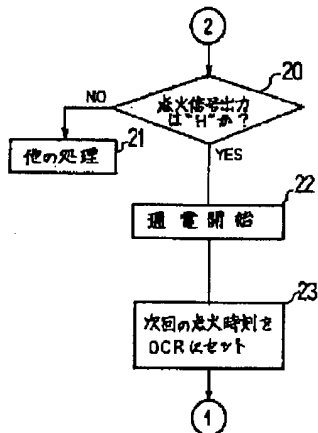 2
20
点火信号出力
は"H"か?
NO
21
他の処理
YES
22
通電開始
23
次回の点火時刻を
OCRにセット
1